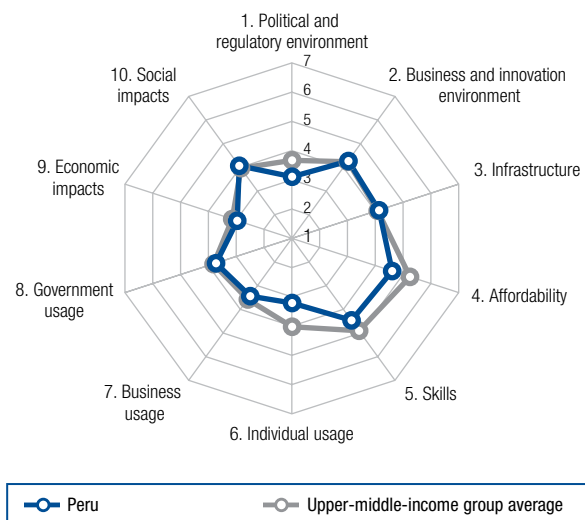 1. Political and
regulatory environment
7
10. Social
impacts
2. Business and innovation
environment
6
5
9. Economic
impacts
4
3. Infrastructure
3
2
1
8. Government
usage
4. Affordability
7. Business
usage
5. Skills
6. Individual usage
Peru
Upper-middle-income group average